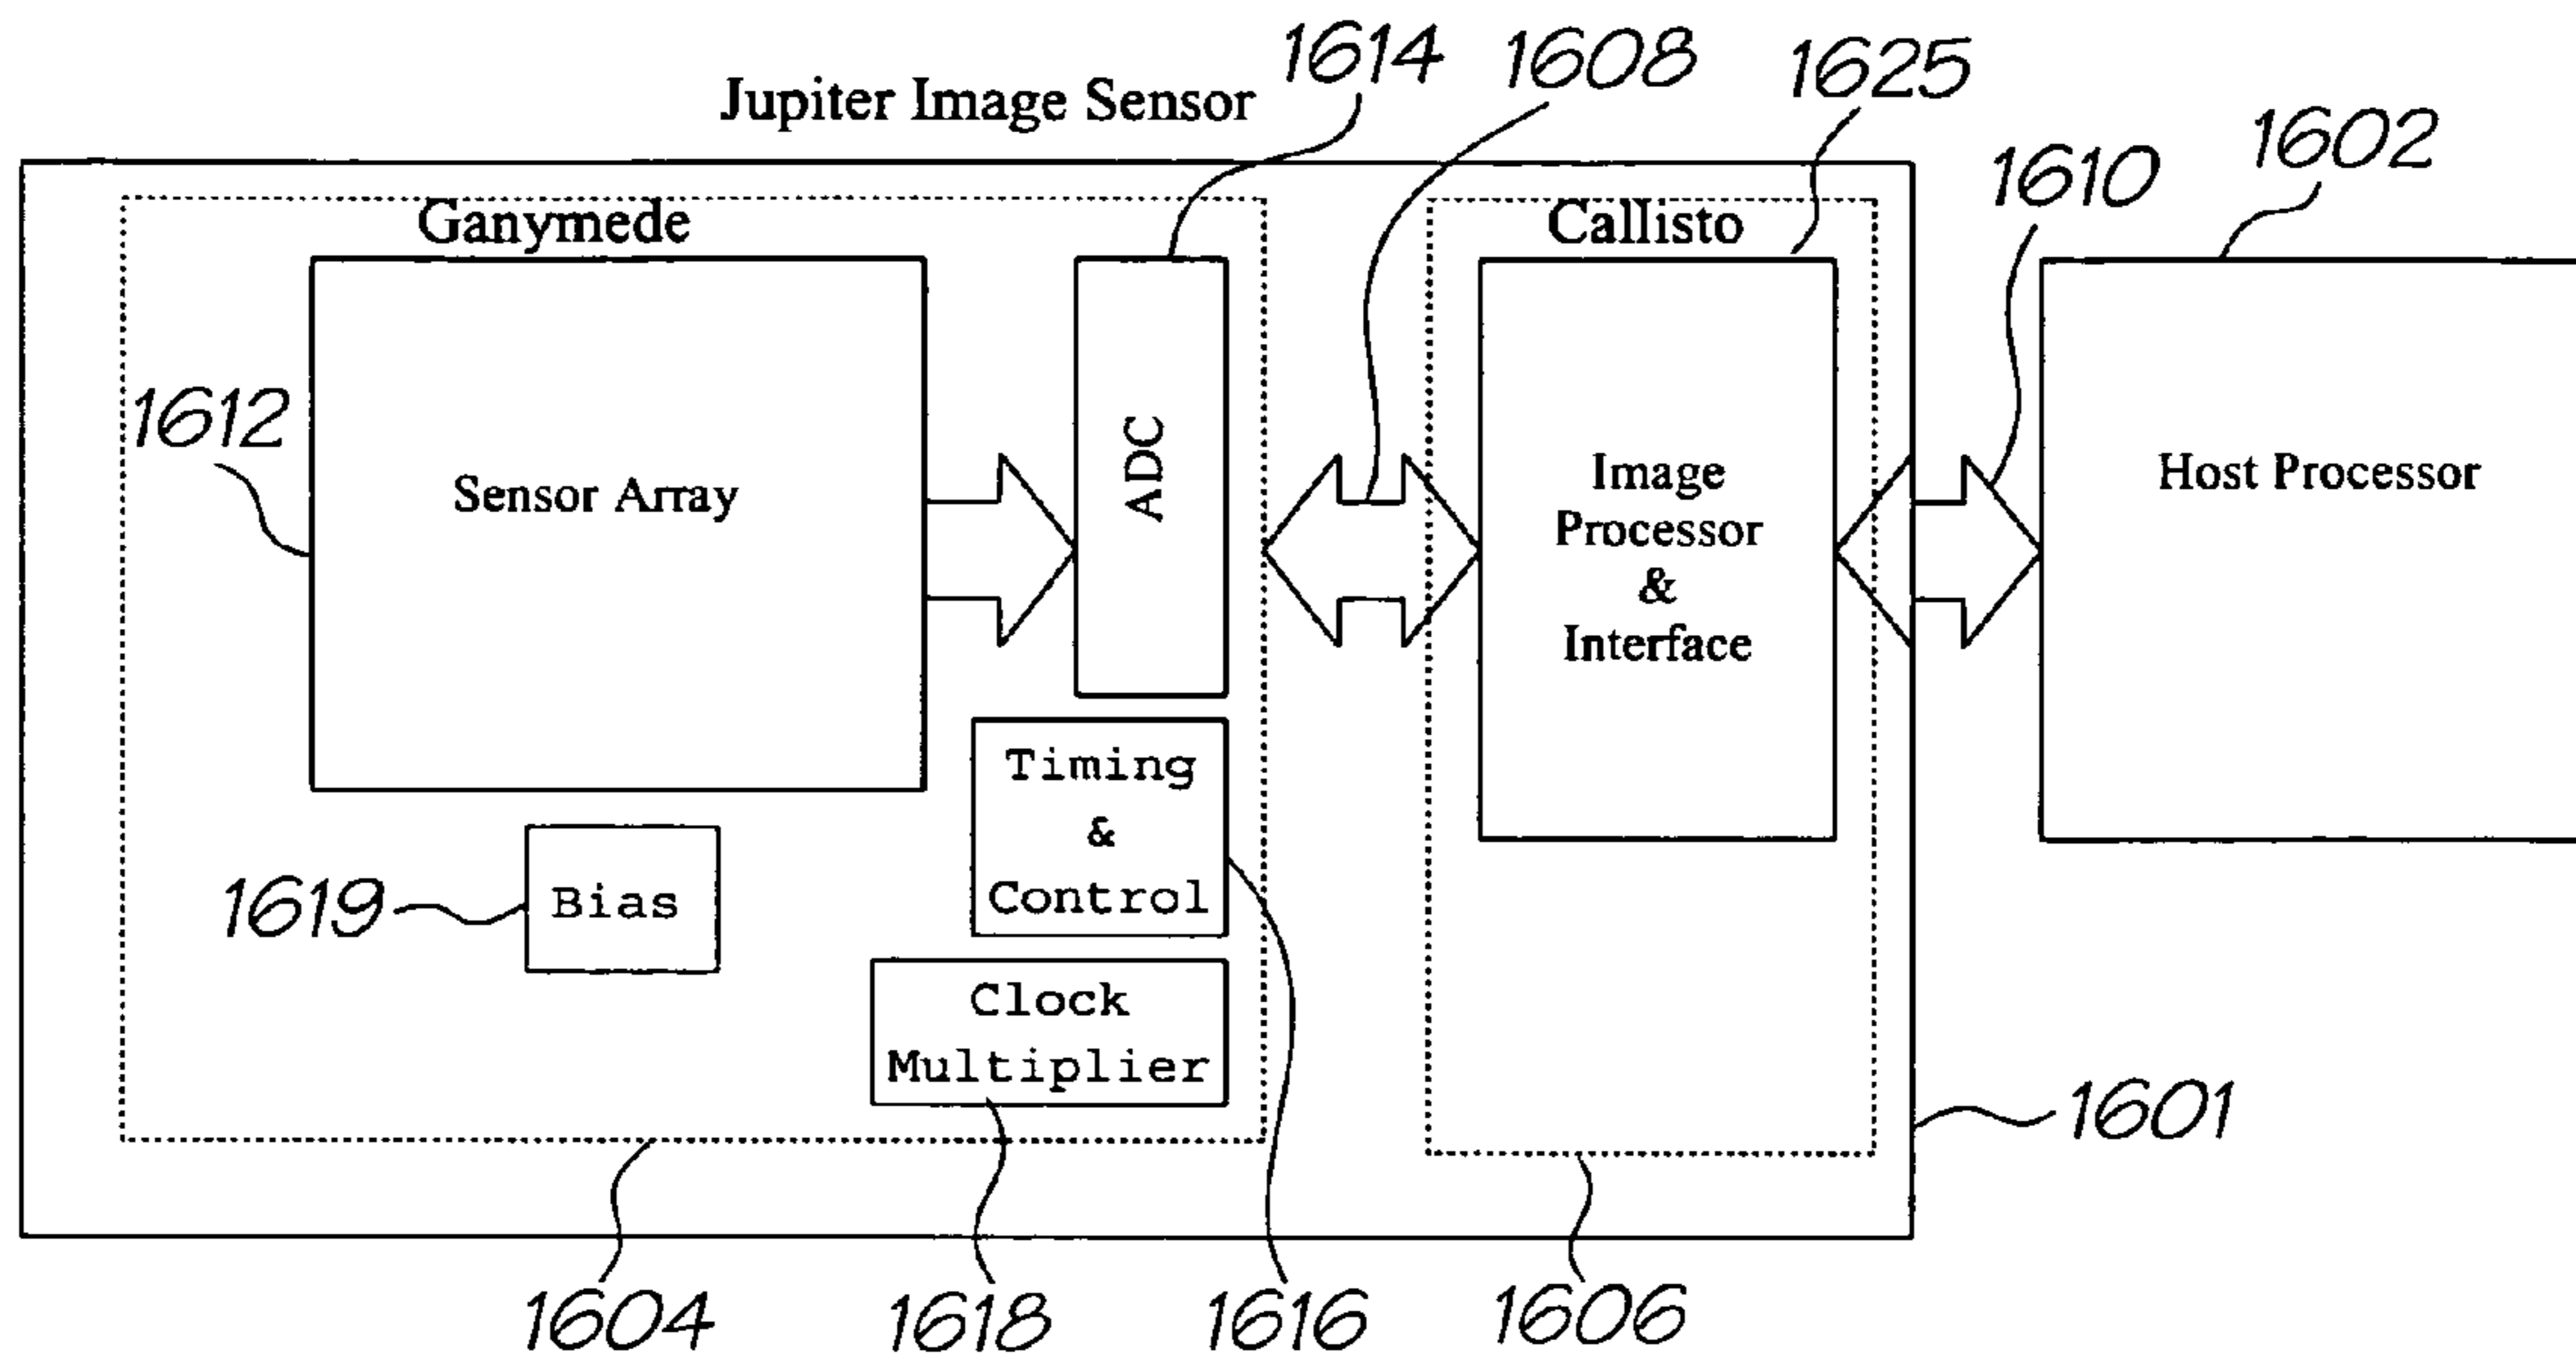 1614
1608
1625
Jupiter Image Sensor
1602
1610
Ganymede
Callisto
1612
Sensor Array
ADC
Image
Processor
&
Interface
Host Processor
Timing
&
Control
1619
Bias
Clock
Multiplier
1601
1604
1618
1616
1606